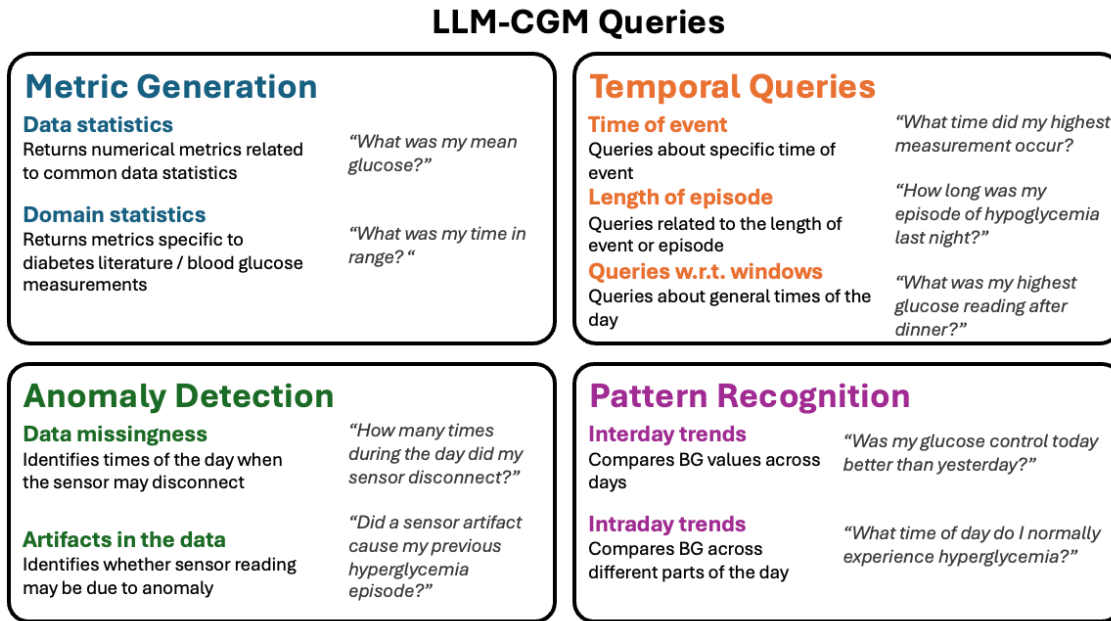 LLM-CGM Queries
Metric Generation
Data statistics
Returns numerical metrics related
to common data statistics
“What was my mean
glucose?”
Domain statistics
Returns metrics specific to
diabetes literature / blood glucose
measurements
“What was my time in
range? “
Temporal Queries
Time of event
Queries about specific time of
event
“What time did my highest
measurement occur?
Length of episode
Queries related to the length of
event or episode
“How long was my
episode of hypoglycemia
last night?”
Queries w.r.t. windows
Queries about general times of the
day
“What was my highest
glucose reading after
dinner?”
Anomaly Detection
Data missingness
Identifies times of the day when
the sensor may disconnect
“How many times
during the day did my
sensor disconnect?”
Artifacts in the data
Identifies whether sensor reading
may be due to anomaly
“Did a sensor artifact
cause my previous
hyperglycemia
episode?”
Pattern Recognition
Interday trends
Compares BG values across
days
“Was my glucose control today
better than yesterday?”
Intraday trends
Compares BG across
different parts of the day
“What time of day do I normally
experience hyperglycemia?”